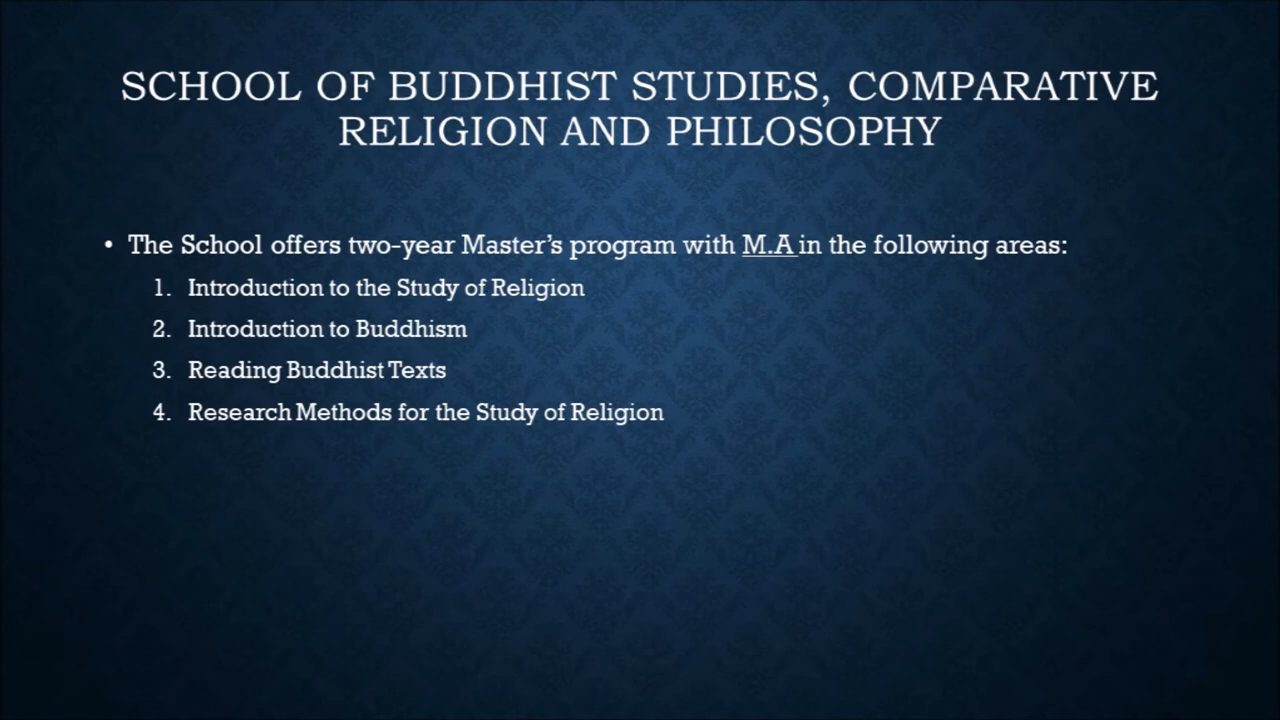 SCHOOL OF BUDDHIST STUDIES, COMPARATIVE
RELIGION AND PHILOSOPHY
• The School offers two-year Master's program with M.A in the following areas:
1. Introduction to the Study of Religion
2. Introduction to Buddhism
3. Reading Buddhist Texts
4. Research Methods for the Study of Religion